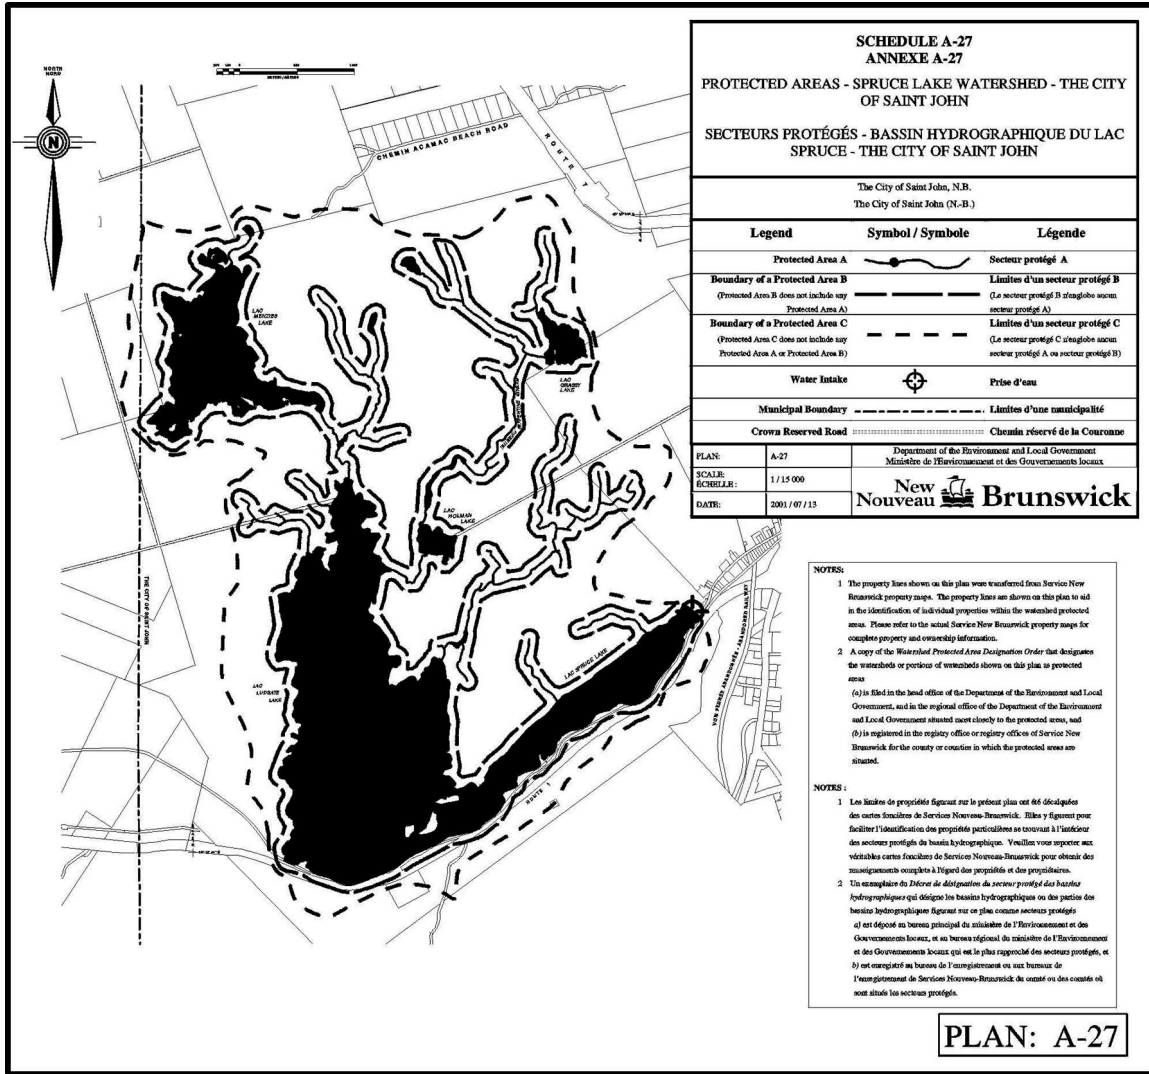 SCHEDULE A-27
ANNEXE A-27
PROTECTED AREAS - SPRUCE LAKE WATERSHED - THE CITY
OF SAINT JOHN
SECTEURS PROTÉGÉS - BASSIN HYDROGRAPHIQUE DU LAC
SPRUCE - THE CITY OF SAINT JOHN
The City of Saint John, N.B.
The City of Saint John (N.-B.)
Legend Symbol / Symbole Légende
Protected Area A Secteur protégé A
Boundary of a Protected Area B Limites d'un secteur protégé B
(Protected Area B does not include any (Le secteur protégé B n'englobe aucun
Protected Area A) secteur protégé A)
Boundary of a Protected Area C Limites d'un secteur protégé C
(Protected Area C does not include any (Le secteur protégé C n'englobe aucun
Protected Area A or Protected Area B) secteur protégé A ou secteur protégé B)
Water Intake Prise d'eau
Municipal Boundary Limites d'une municipalité
Crown Reserved Road Chemin réservé de la Couronne
PLAN: A-27
SCALE:
ÉCHELLE :
1 / 15 000
DATE: 2001 / 07 / 13
Department of the Environment and Local Government
Ministère de l'Environnement et des Gouvernements locaux
New
Nouveau Brunswick
NORTH
NORD
N
CHEMIN ACAMAC BEACH ROAD
ROUTE 7
LAC
MENZIES
LAKE
LAC
GRASSY
LAKE
LAC
HOLMAN
LAKE
THE CITY OF SAINT JOHN
LAC
LUDGATE
LAKE
LAC SPRUCE LAKE
ROUTE 1
VOIE FERRÉE ABANDONNÉE - ABANDONED RAILWAY
NOTES:
1 The property lines shown on this plan were transferred from Service New
Brunswick property maps. The property lines are shown on this plan to aid
in the identification of individual properties within the watershed protected
areas. Please refer to the actual Service New Brunswick property maps for
complete property and ownership information.
2 A copy of the Watershed Protected Area Designation Order that designates
the watersheds or portions of watersheds shown on this plan as protected
areas
(a) is filed in the head office of the Department of the Environment and Local
Government, and in the regional office of the Department of the Environment
and Local Government situated most closely to the protected areas, and
(b) is registered in the registry office or registry offices of Service New
Brunswick for the county or counties in which the protected areas are
situated.
NOTES :
1 Les limites de propriétés figurant sur le présent plan ont été décalquées
des cartes foncières de Services Nouveau-Brunswick. Elles y figurent pour
faciliter l'identification des propriétés particulières se trouvant à l'intérieur
des secteurs protégés du bassin hydrographique. Veuillez vous reporter aux
véritables cartes foncières de Services Nouveau-Brunswick pour obtenir des
renseignements complets à l'égard des propriétés et des propriétaires.
2 Un exemplaire du Décret de désignation du secteur protégé des bassins
hydrographiques qui désigne les bassins hydrographiques ou des parties des
bassins hydrographiques figurant sur ce plan comme secteurs protégés
a) est déposé au bureau principal du ministère de l'Environnement et des
Gouvernements locaux, et au bureau régional du ministère de l'Environnement
et des Gouvernements locaux qui est le plus rapproché des secteurs protégés, et
b) est enregistré au bureau de l'enregistrement ou aux bureaux de
l'enregistrement de Services Nouveau-Brunswick du comté ou des comtés où
sont situés les secteurs protégés.
PLAN: A-27